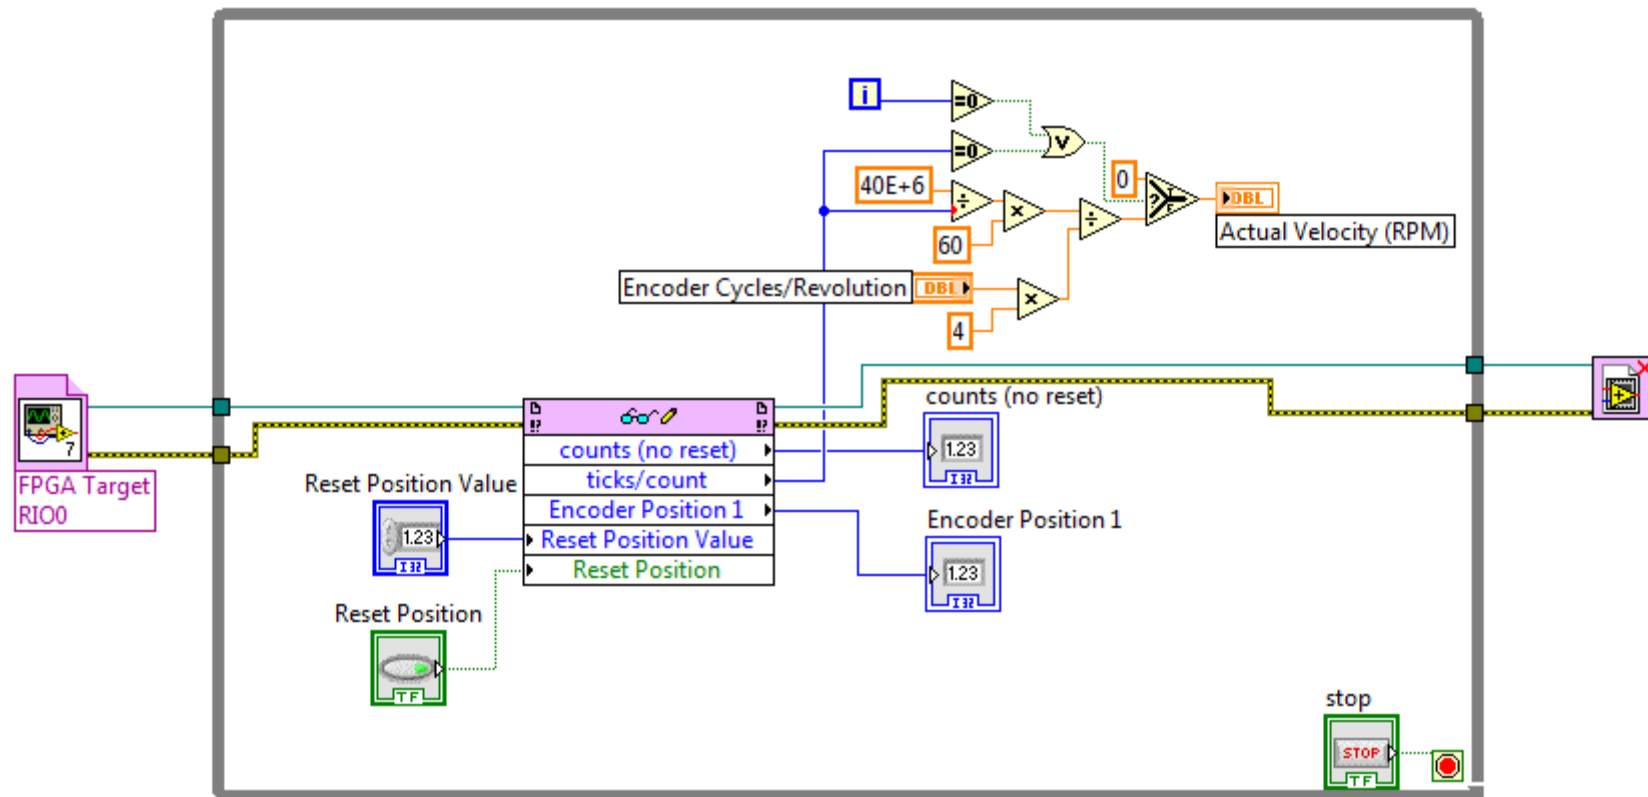 i
=0
=0
V
40E+6
÷
×
60
÷
0
?
T
F
DBL
Actual Velocity (RPM)
Encoder Cycles/Revolution
DBL
×
4
7
FPGA Target
RIO0
!?
!?
counts (no reset)
ticks/count
Encoder Position 1
Reset Position Value
Reset Position
counts (no reset)
1.23
I32
Encoder Position 1
1.23
I32
Reset Position Value
1.23
I32
Reset Position
TF
stop
STOP
TF